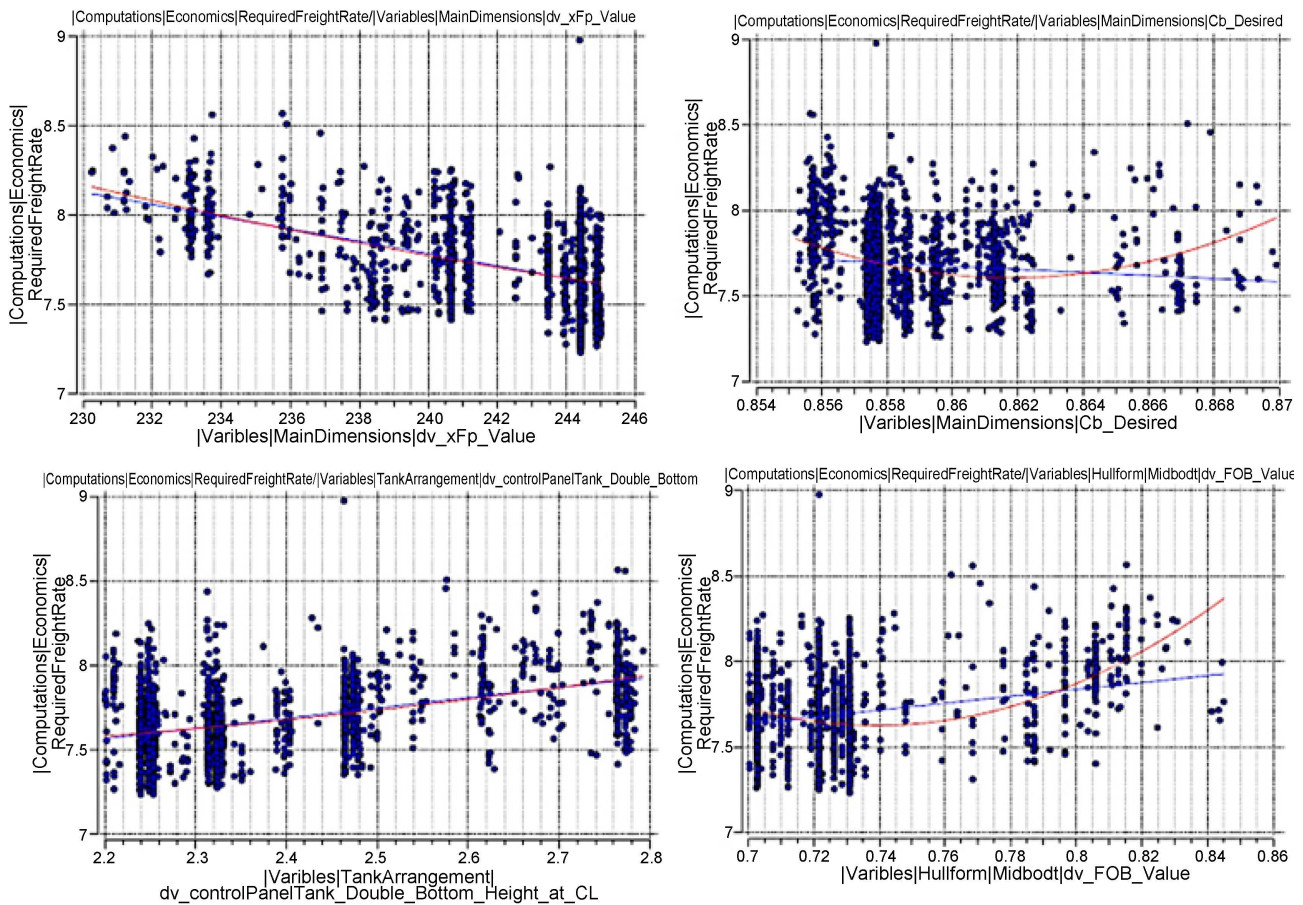 |Computations|Economics|RequiredFreightRate/|Variables|MainDimensions|dv_xFp_Value
9
8.5
8
7.5
7
|Computations|Economics|
RequiredFreightRate
230 232 234 236 238 240 242 244 246
|Varibles|MainDimensions|dv_xFp_Value
|Computations|Economics|RequiredFreightRate/|Variables|MainDimensions|Cb_Desired
9
8.5
8
7.5
7
|Computations|Economics|
RequiredFreightRate
0.854 0.856 0.858 0.86 0.862 0.864 0.866 0.868 0.87
|Varibles|MainDimensions|Cb_Desired
|Computations|Economics|RequiredFreightRate/|Variables|TankArrangement|dv_controlPanelTank_Double_Bottom
9
8.5
8
7.5
7
|Computations|Economics|
RequiredFreightRate
2.2 2.3 2.4 2.5 2.6 2.7 2.8
|Varibles|TankArrangement|
dv_controlPanelTank_Double_Bottom_Height_at_CL
|Computations|Economics|RequiredFreightRate/|Variables|Hullform|Midbodt|dv_FOB_Value
9
8.5
8
7.5
7
|Computations|Economics|
RequiredFreightRate
0.7 0.72 0.74 0.76 0.78 0.8 0.82 0.84 0.86
|Varibles|Hullform|Midbodt|dv_FOB_Value